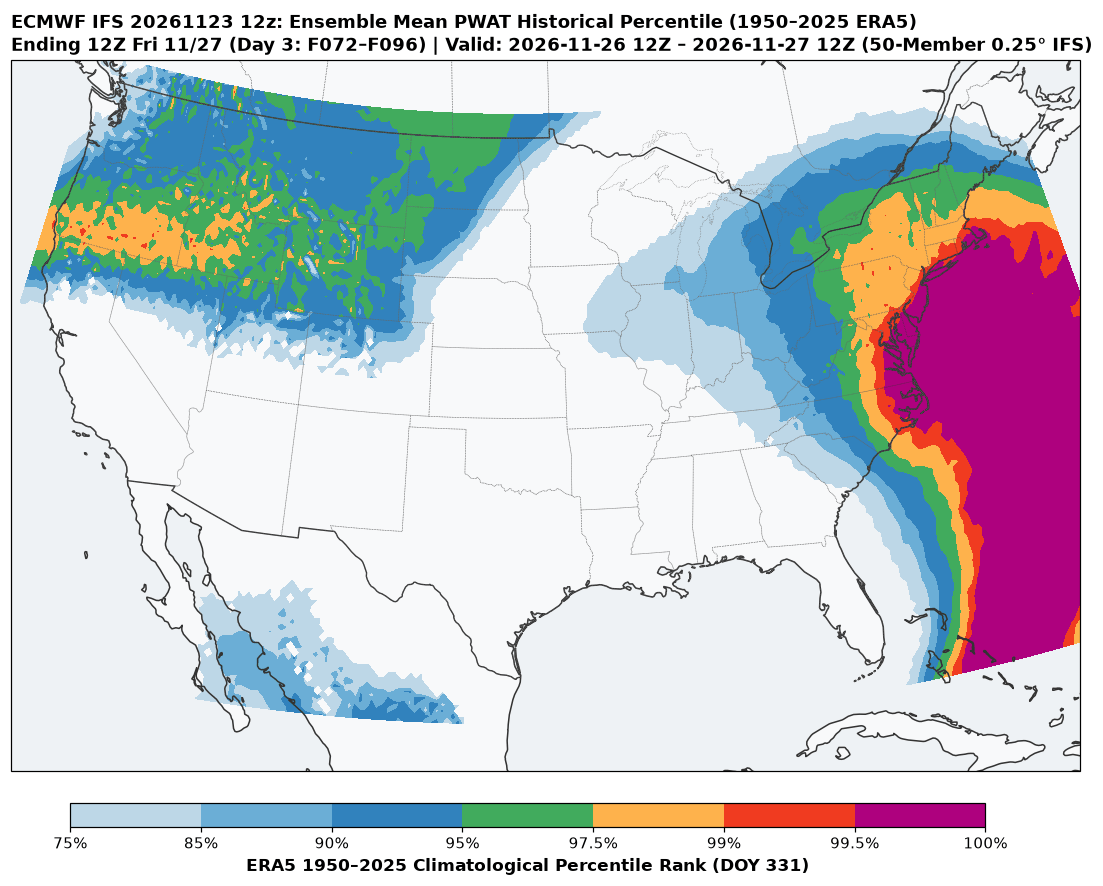 ECMWF IFS 20261123 12z: Ensemble Mean PWAT Historical Percentile (1950–2025 ERA5)
Ending 12Z Fri 11/27 (Day 3: F072–F096) | Valid: 2026-11-26 12Z – 2026-11-27 12Z (50-Member 0.25° IFS)
75% 85% 90% 95% 97.5% 99% 99.5% 100%
ERA5 1950–2025 Climatological Percentile Rank (DOY 331)